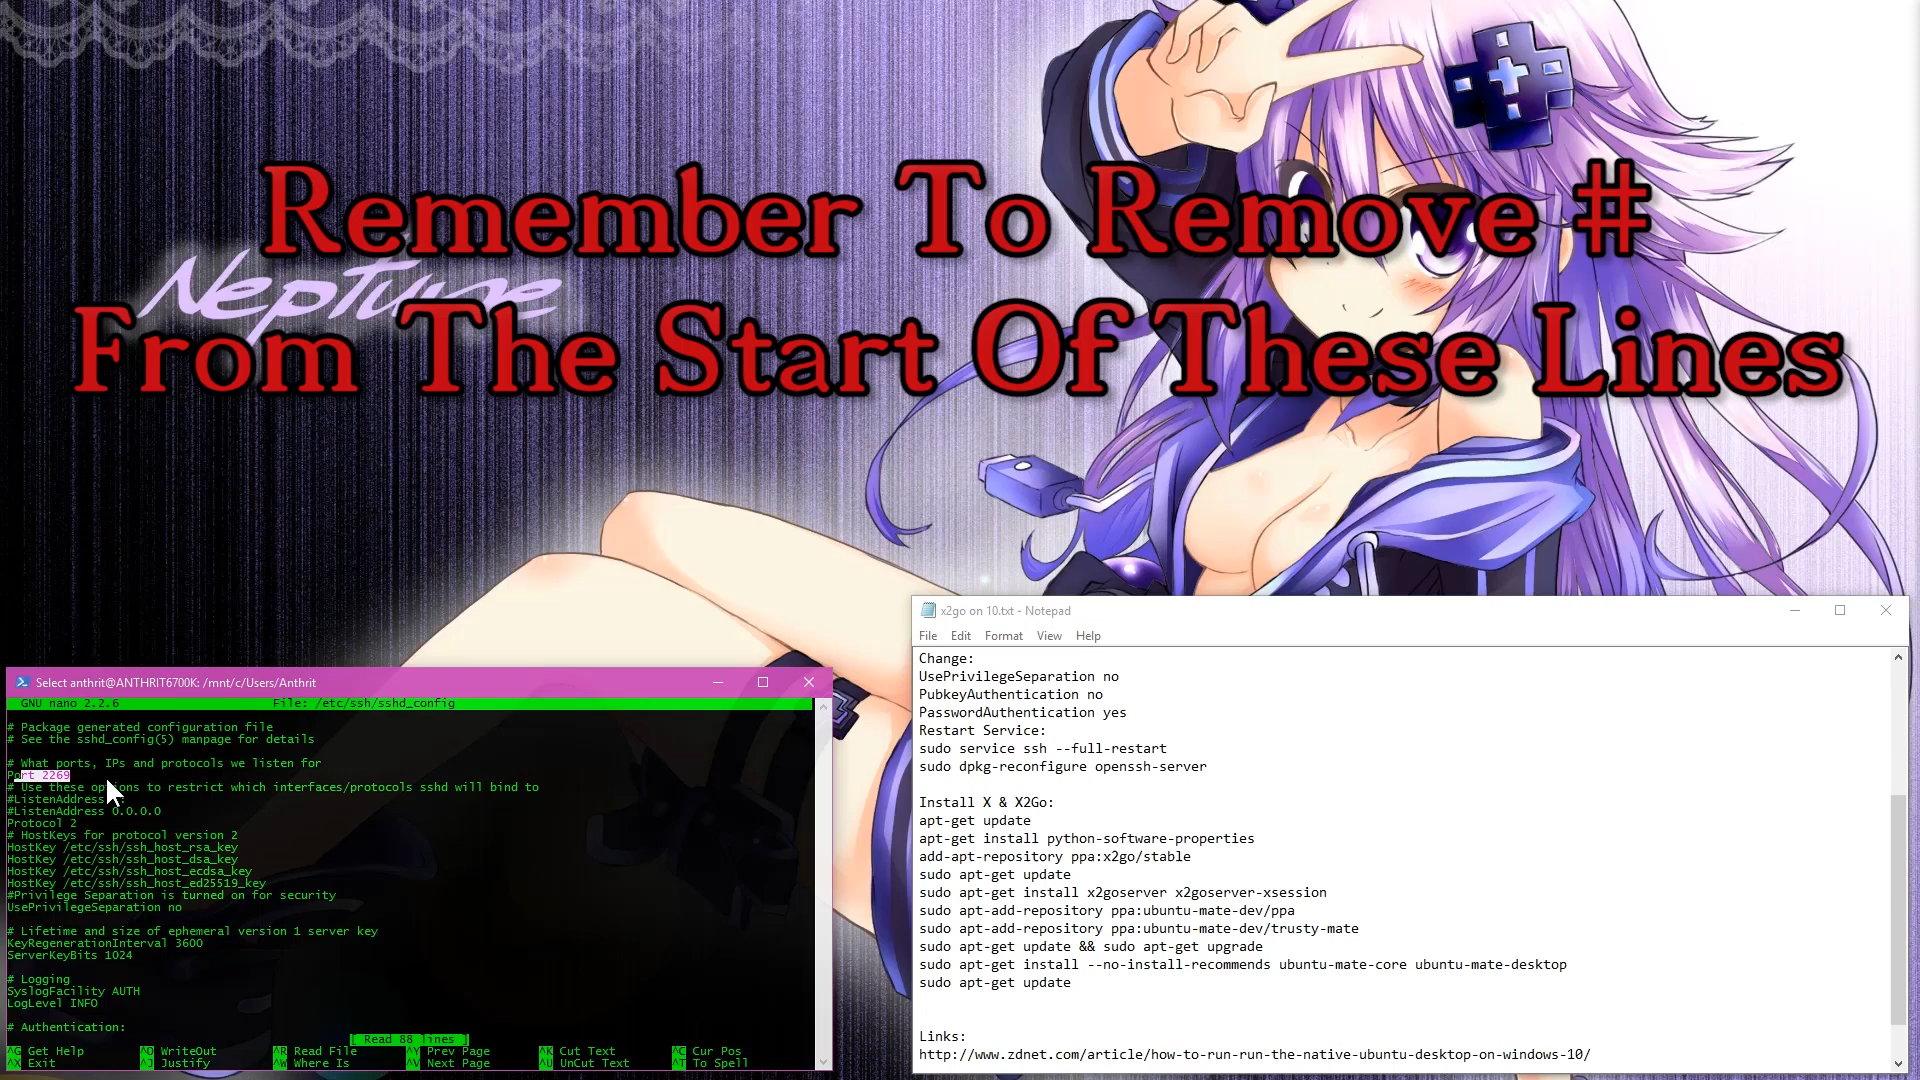 Remember To Remove #
Neptune
From The Start Of These Lines
x2go on 10.txt - Notepad
File Edit Format View Help
Change:
UsePrivilegeSeparation no
PubkeyAuthentication no
PasswordAuthentication yes
Restart Service:
sudo service ssh --full-restart
sudo dpkg-reconfigure openssh-server
Install X & X2Go:
apt-get update
apt-get install python-software-properties
add-apt-repository ppa:x2go/stable
sudo apt-get update
sudo apt-get install x2goserver x2goserver-xsession
sudo apt-add-repository ppa:ubuntu-mate-dev/ppa
sudo apt-add-repository ppa:ubuntu-mate-dev/trusty-mate
sudo apt-get update && sudo apt-get upgrade
sudo apt-get install --no-install-recommends ubuntu-mate-core ubuntu-mate-desktop
sudo apt-get update
Links:
http://www.zdnet.com/article/how-to-run-run-the-native-ubuntu-desktop-on-windows-10/
Select anthrit@ANTHRIT6700K: /mnt/c/Users/Anthrit
GNU nano 2.2.6 File: /etc/ssh/sshd_config
# Package generated configuration file
# See the sshd_config(5) manpage for details
# What ports, IPs and protocols we listen for
Port 2269
# Use these options to restrict which interfaces/protocols sshd will bind to
#ListenAddress
#ListenAddress 0.0.0.0
Protocol 2
# HostKeys for protocol version 2
HostKey /etc/ssh/ssh_host_rsa_key
HostKey /etc/ssh/ssh_host_dsa_key
HostKey /etc/ssh/ssh_host_ecdsa_key
HostKey /etc/ssh/ssh_host_ed25519_key
#Privilege Separation is turned on for security
UsePrivilegeSeparation no
# Lifetime and size of ephemeral version 1 server key
KeyRegenerationInterval 3600
ServerKeyBits 1024
# Logging
SyslogFacility AUTH
LogLevel INFO
# Authentication:
[ Read 88 lines ]
^G Get Help ^O WriteOut ^R Read File ^Y Prev Page ^K Cut Text ^C Cur Pos
^X Exit ^J Justify ^W Where Is ^V Next Page ^U UnCut Text ^T To Spell